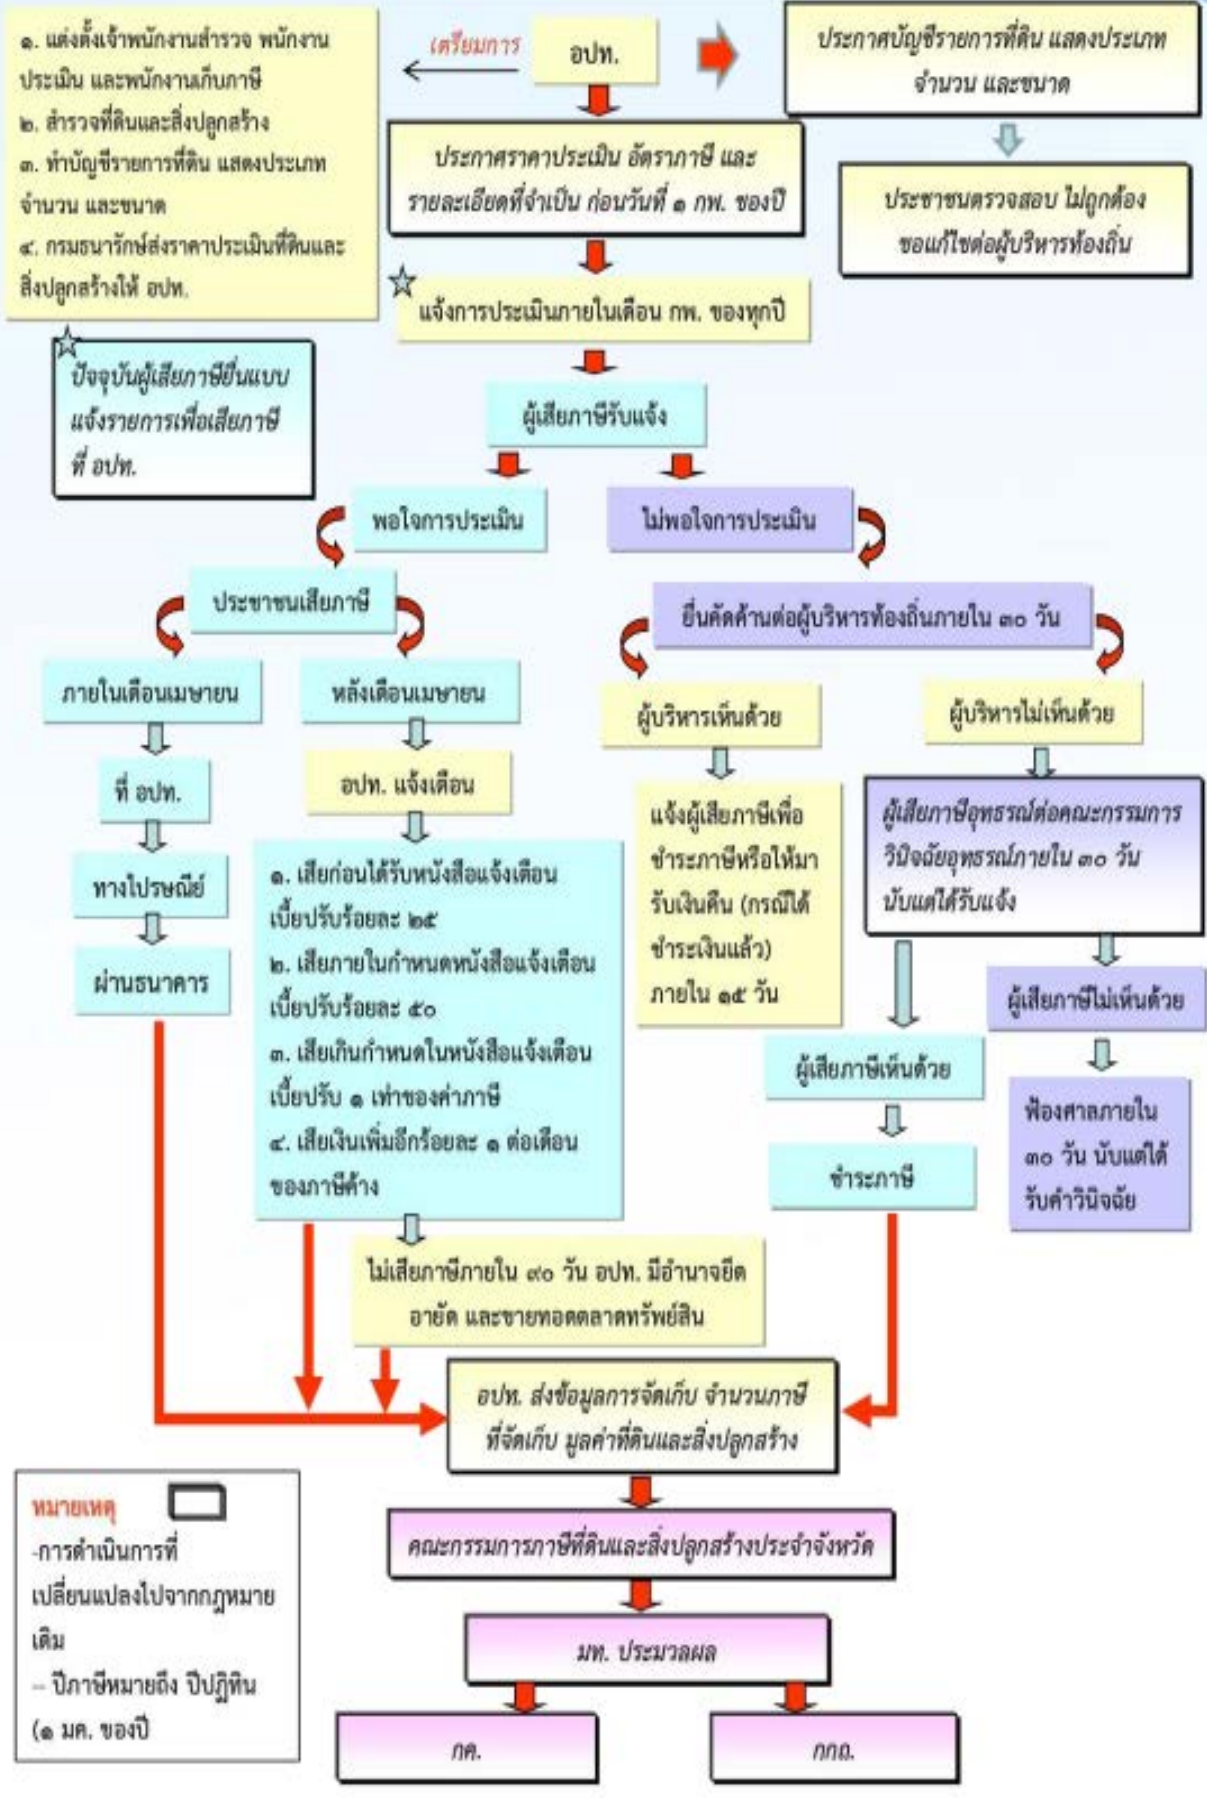 ๑. แต่งตั้งเจ้าพนักงานสำรวจ พนักงาน
ประเมิน และพนักงานเก็บภาษี
๒. สำรวจที่ดินและสิ่งปลูกสร้าง
๓. ทำบัญชีรายการที่ดิน แสดงประเภท
จำนวน และขนาด
๔. กรมธนารักษ์ส่งราคาประเมินที่ดินและ
สิ่งปลูกสร้างให้ อปท.
เตรียมการ
อปท.
ประกาศบัญชีรายการที่ดิน แสดงประเภท
จำนวน และขนาด
ประกาศราคาประเมิน อัตราภาษี และ
รายละเอียดที่จำเป็น ก่อนวันที่ ๑ กพ. ของปี
ประชาชนตรวจสอบ ไม่ถูกต้อง
ขอแก้ไขต่อผู้บริหารท้องถิ่น
แจ้งการประเมินภายในเดือน กพ. ของทุกปี
ปัจจุบันผู้เสียภาษียื่นแบบ
แจ้งรายการเพื่อเสียภาษี
ที่ อปท.
ผู้เสียภาษีรับแจ้ง
พอใจการประเมิน
ไม่พอใจการประเมิน
ประชาชนเสียภาษี
ยื่นคัดค้านต่อผู้บริหารท้องถิ่นภายใน ๓๐ วัน
ภายในเดือนเมษายน
หลังเดือนเมษายน
ผู้บริหารเห็นด้วย
ผู้บริหารไม่เห็นด้วย
ที่ อปท.
อปท. แจ้งเตือน
แจ้งผู้เสียภาษีเพื่อ
ชำระภาษีหรือให้มา
รับเงินคืน (กรณีได้
ชำระเงินแล้ว)
ภายใน ๑๕ วัน
ผู้เสียภาษีอุทธรณ์ต่อคณะกรรมการ
วินิจฉัยอุทธรณ์ภายใน ๓๐ วัน
นับแต่ได้รับแจ้ง
ทางไปรษณีย์
ผ่านธนาคาร
๑. เสียก่อนได้รับหนังสือแจ้งเตือน
เบี้ยปรับร้อยละ ๒๕
๒. เสียภายในกำหนดหนังสือแจ้งเตือน
เบี้ยปรับร้อยละ ๕๐
๓. เสียเกินกำหนดในหนังสือแจ้งเตือน
เบี้ยปรับ ๑ เท่าของค่าภาษี
๔. เสียเงินเพิ่มอีกร้อยละ ๑ ต่อเดือน
ของภาษีค้าง
ผู้เสียภาษีไม่เห็นด้วย
ผู้เสียภาษีเห็นด้วย
ฟ้องศาลภายใน
๓๐ วัน นับแต่ได้
รับคำวินิจฉัย
ชำระภาษี
ไม่เสียภาษีภายใน ๙๐ วัน อปท. มีอำนาจยึด
อายัด และขายทอดตลาดทรัพย์สิน
อปท. ส่งข้อมูลการจัดเก็บ จำนวนภาษี
ที่จัดเก็บ มูลค่าที่ดินและสิ่งปลูกสร้าง
คณะกรรมการภาษีที่ดินและสิ่งปลูกสร้างประจำจังหวัด
มท. ประมวลผล
กค.
กกถ.
หมายเหตุ
-การดำเนินการที่
เปลี่ยนแปลงไปจากกฎหมาย
เดิม
-- ปีภาษีหมายถึง ปีปฏิทิน
(๑ มค. ของปี